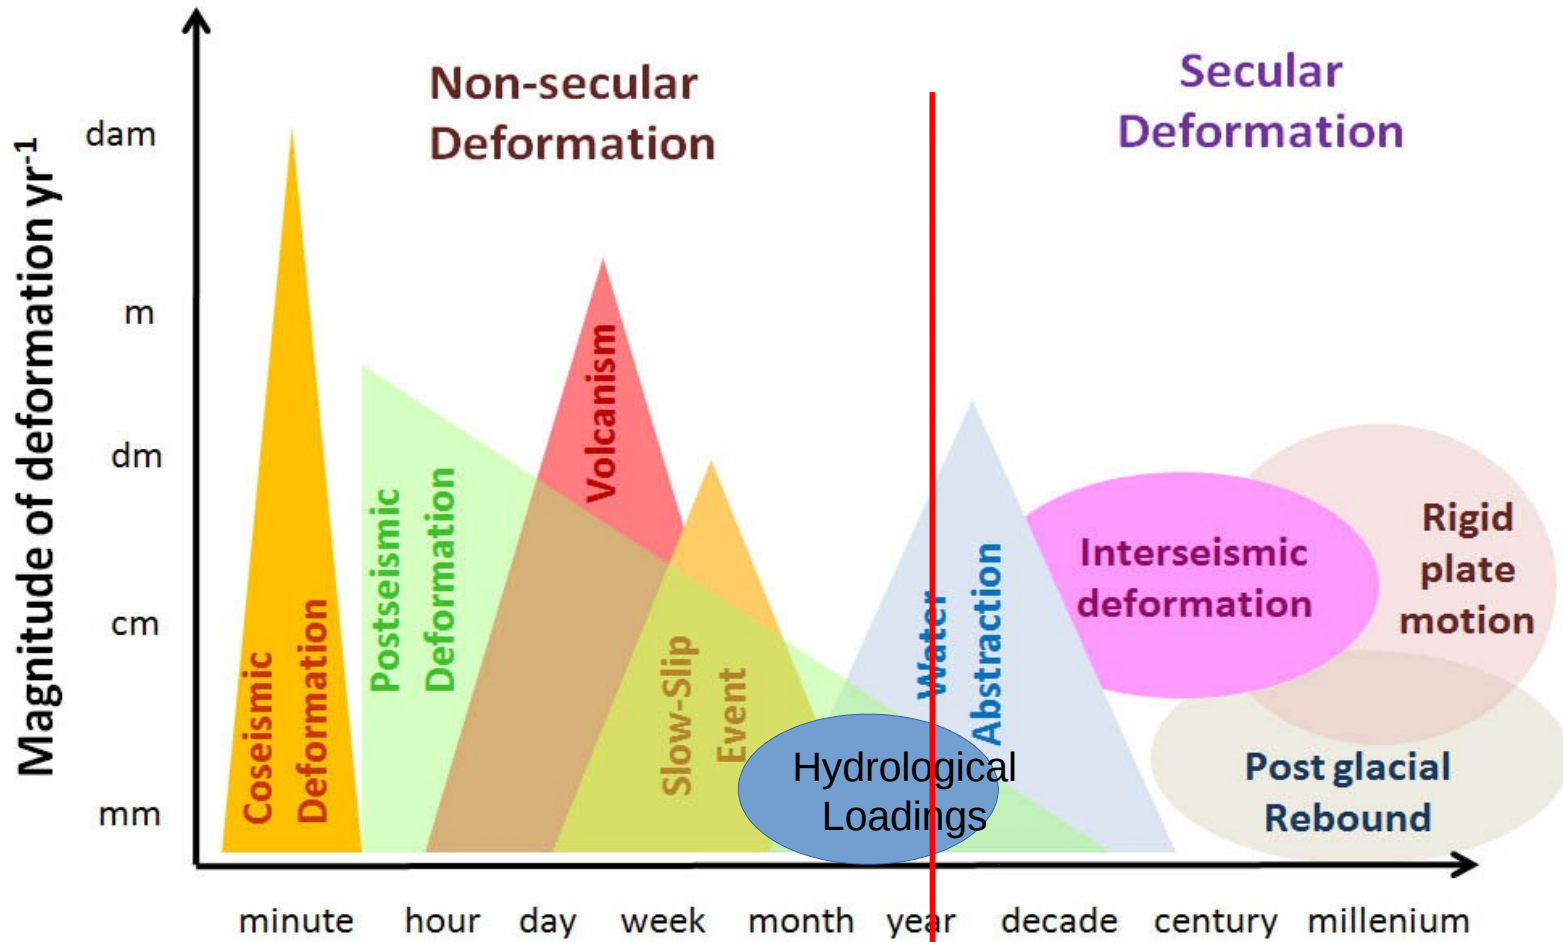 Non-secular
Deformation
Secular
Deformation
Magnitude of deformation yr-1
dam
m
dm
cm
mm
Coseismic
Deformation
Postseismic
Deformation
Volcanism
Slow-Slip
Event
Hydrological
Loadings
Water
Abstraction
Interseismic
deformation
Rigid
plate
motion
Post glacial
Rebound
minute hour day week month year decade century millenium